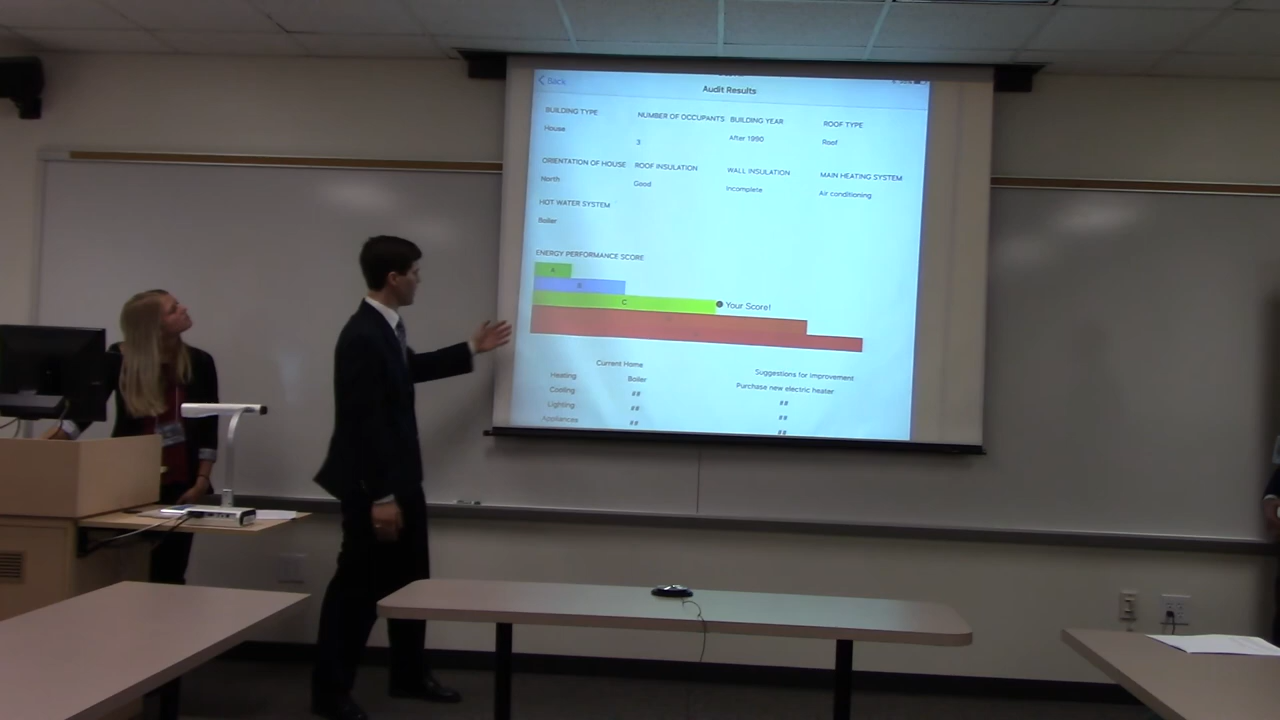 < Back
Audit Results
BUILDING TYPE NUMBER OF OCCUPANTS BUILDING YEAR ROOF TYPE
House 3 After 1990 Roof
ORIENTATION OF HOUSE ROOF INSULATION WALL INSULATION MAIN HEATING SYSTEM
North Good Incomplete Air conditioning
HOT WATER SYSTEM
Boiler
ENERGY PERFORMANCE SCORE
A
B
C Your Score!
Current Home Suggestions for improvement
Heating Boiler Purchase new electric heater
Cooling ## ##
Lighting ## ##
Appliances ## ##